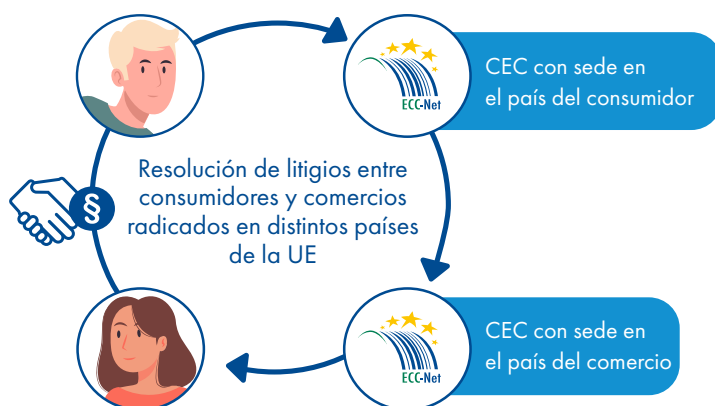 ECC-Net
CEC con sede en
el país del consumidor
Resolución de litigios entre
consumidores y comercios
radicados en distintos países
de la UE
§
ECC-Net
CEC con sede en
el país del comercio